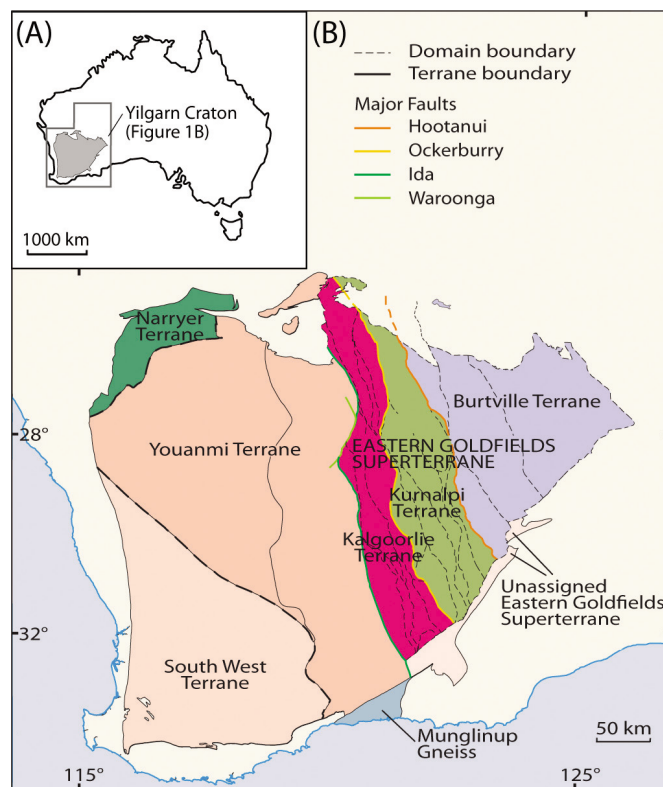 (A)
Yilgarn Craton
(Figure 1B)
1000 km
(B)
Domain boundary
Terrane boundary
Major Faults
Hootanui
Ockerburry
Ida
Waroonga
Narryer
Terrane
Youanmi Terrane
Burtville Terrane
EASTERN GOLDFIELDS
SUPERTERRANE
Kurnalpi
Terrane
Kalgoorlie
Terrane
Unassigned
Eastern Goldfields
Superterrane
South West
Terrane
Munglinup
Gneiss
50 km
28°
32°
115°
125°